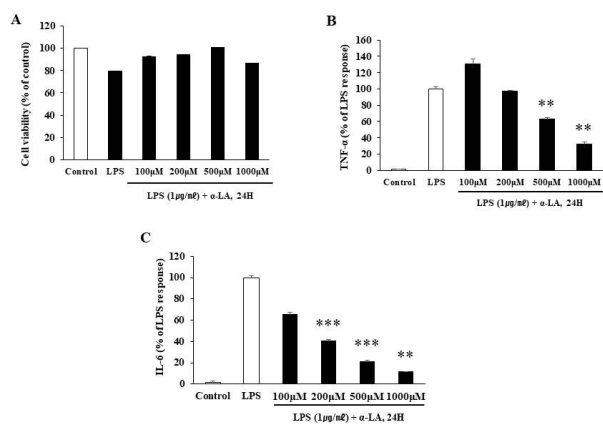 A
Cell viability (% of control)
120
100
80
60
40
20
0
Control LPS 100μM 200μM 500μM 1000μM
LPS (1μg/mℓ) + α-LA, 24H
B
TNF-α (% of LPS response)
160
140
120
100
80
60
40
20
0
** **
Control LPS 100μM 200μM 500μM 1000μM
LPS (1μg/mℓ) + α-LA, 24H
C
IL-6 (% of LPS response)
120
100
80
60
40
20
0
*** *** **
Control LPS 100μM 200μM 500μM 1000μM
LPS (1μg/mℓ) + α-LA, 24H